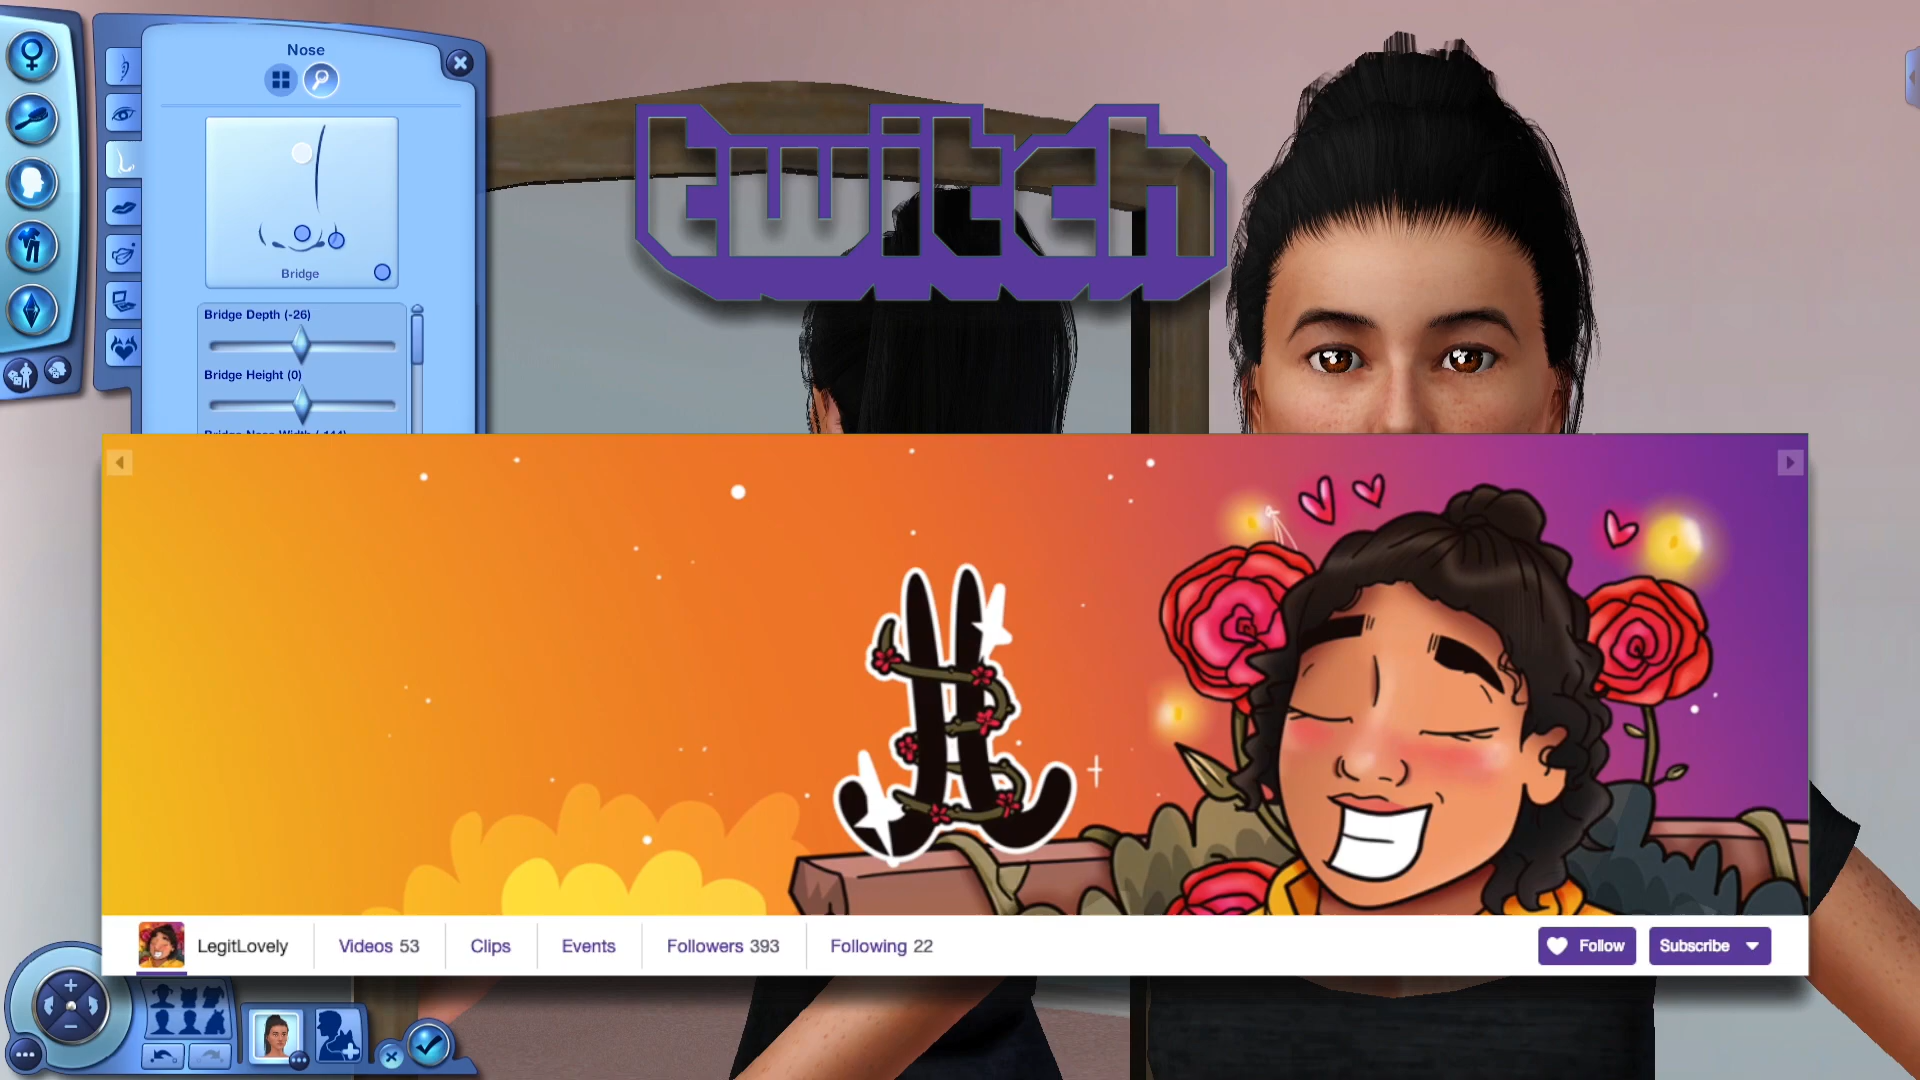 Nose
twitch
Bridge
Bridge Depth (-26)
Bridge Height (0)
LegitLovely
Videos 53
Clips
Events
Followers 393
Following 22
Follow
Subscribe